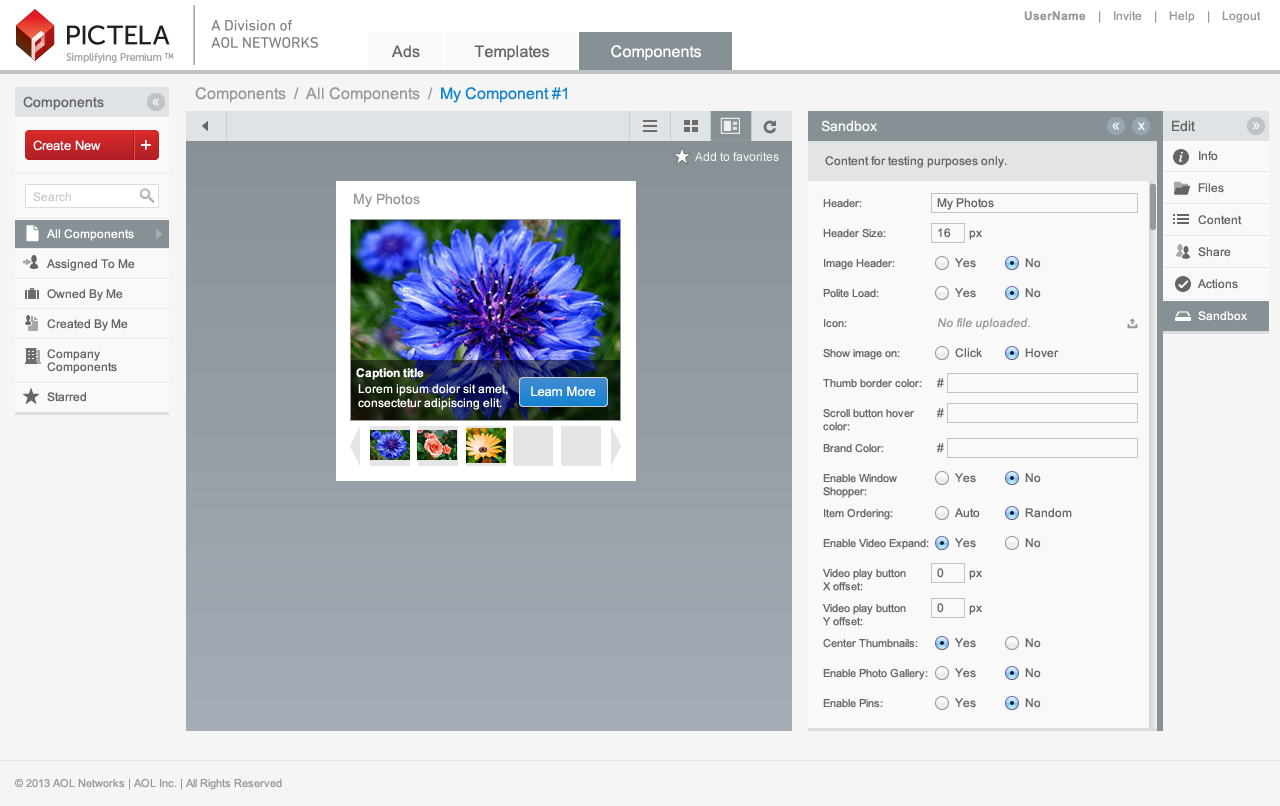 PICTELA
Simplifying Premium ™
A Division of
AOL NETWORKS
Ads
Templates
Components
UserName | Invite | Help | Logout
Components «
Create New +
Search
All Components
Assigned To Me
Owned By Me
Created By Me
Company
Components
Starred
Components / All Components / My Component #1
Add to favorites
My Photos
Caption title
Lorem ipsum dolor sit amet,
consectetur adipiscing elit.
Learn More
Sandbox « x
Content for testing purposes only.
Header: My Photos
Header Size: 16 px
Image Header: Yes No
Polite Load: Yes No
Icon: No file uploaded.
Show image on: Click Hover
Thumb border color: #
Scroll button hover
color: #
Brand Color: #
Enable Window
Shopper: Yes No
Item Ordering: Auto Random
Enable Video Expand: Yes No
Video play button
X offset: 0 px
Video play button
Y offset: 0 px
Center Thumbnails: Yes No
Enable Photo Gallery: Yes No
Enable Pins: Yes No
Edit »
Info
Files
Content
Share
Actions
Sandbox
© 2013 AOL Networks | AOL Inc. | All Rights Reserved